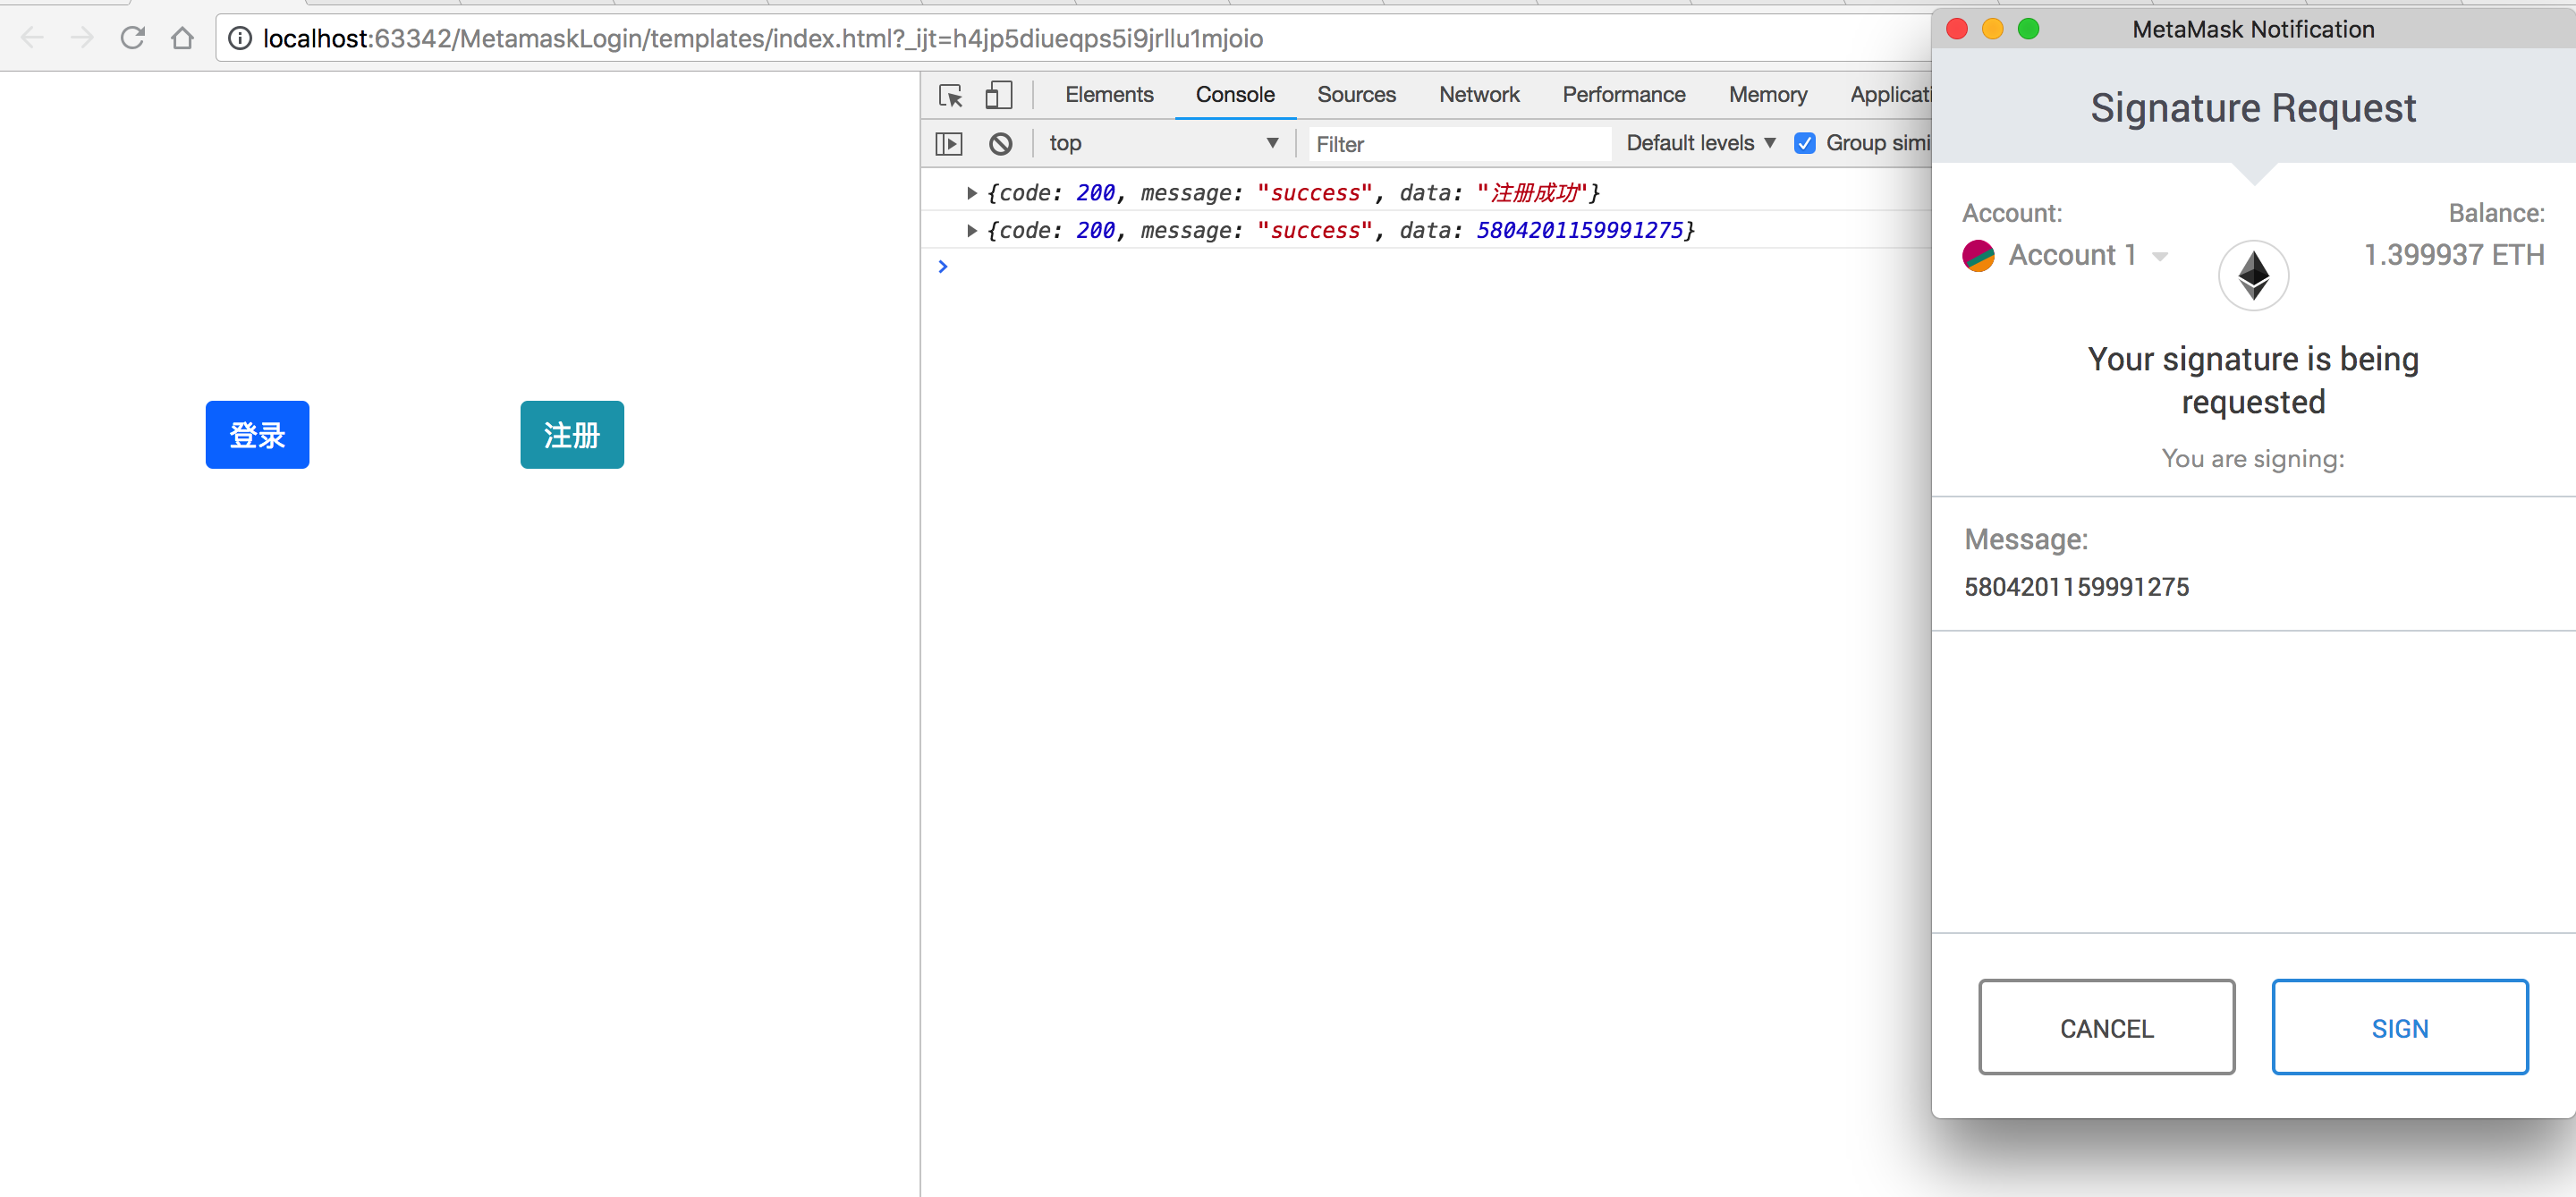 localhost:63342/MetamaskLogin/templates/index.html?_ijt=h4jp5diueqps5i9jrllu1mjoio
登录
注册
Elements Console Sources Network Performance Memory Applicati
top Filter Default levels Group simi
{code: 200, message: "success", data: "注册成功"}
{code: 200, message: "success", data: 5804201159991275}
MetaMask Notification
Signature Request
Account: Balance:
Account 1 1.399937 ETH
Your signature is being
requested
You are signing:
Message:
5804201159991275
CANCEL SIGN